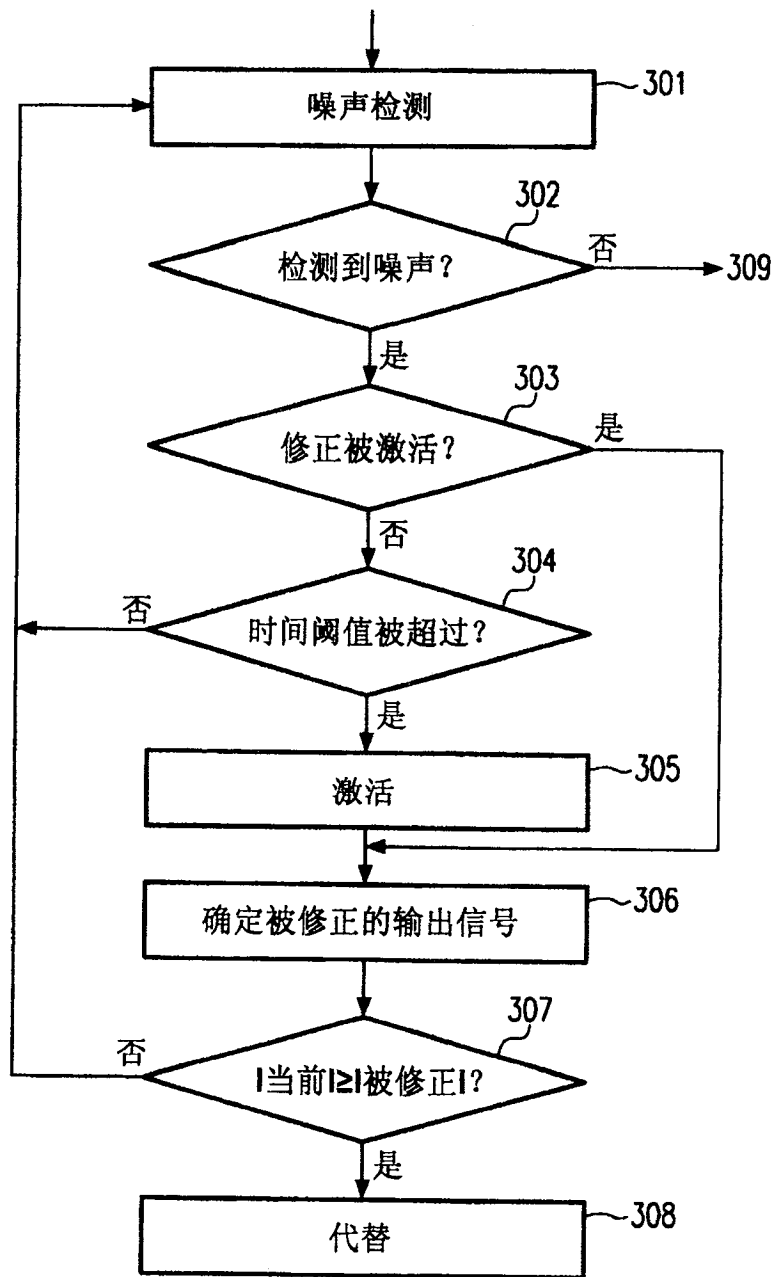 噪声检测
301
302
检测到噪声?
否
309
是
303
修正被激活?
是
否
304
否
时间阈值被超过?
是
305
激活
306
确定被修正的输出信号
307
否
|当前|≥|被修正|?
是
308
代替